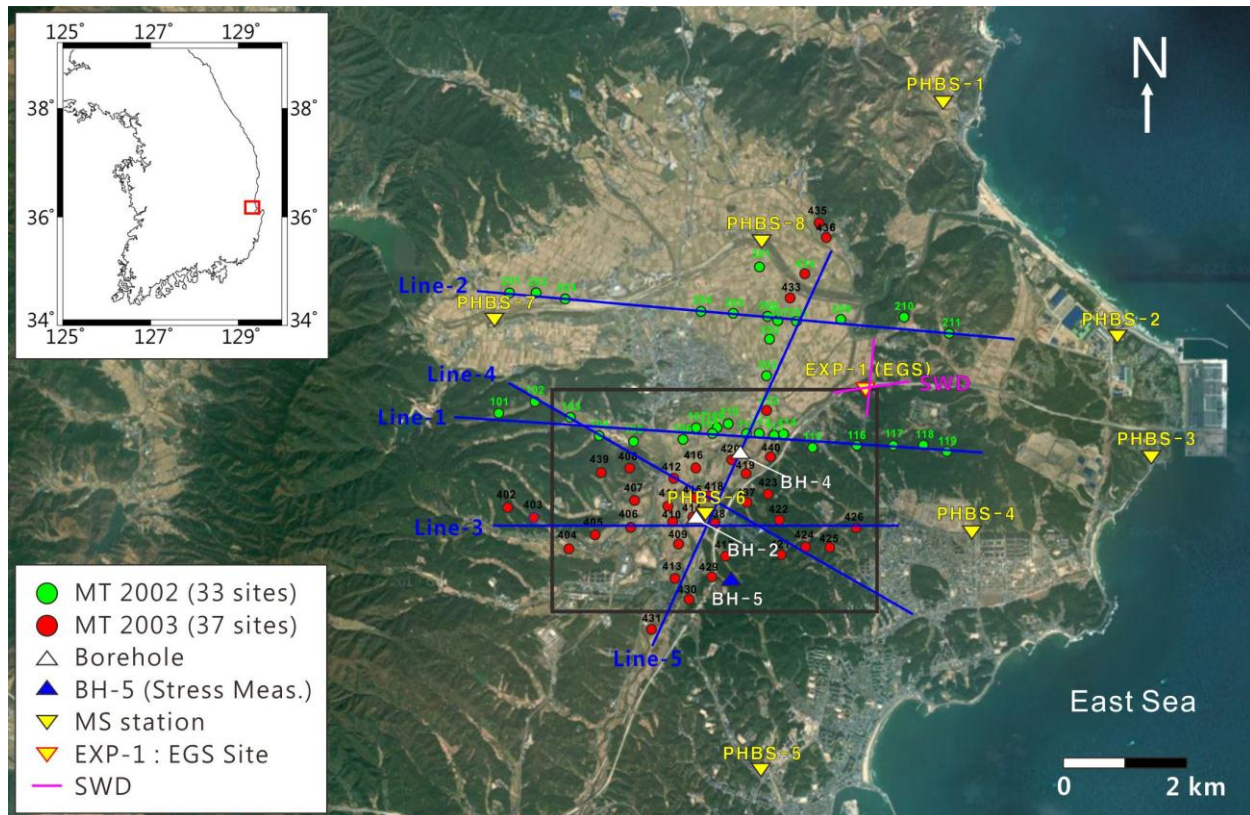 125°
127°
129°
38°
38°
36°
36°
34°
34°
125°
127°
129°
N
PHBS-1
435
436
PHBS-8
433
Line-2
PHBS-7
210
211
PHBS-2
EXP-1 (EGS)
SWD
Line-4
102
101
Line-1
116
117
118
119
PHBS-3
420
440
439
408
416
419
412
BH-4
402
403
407
418
423
PHBS-6
422
426
PHBS-4
Line-3
405
406
410
404
409
424
425
BH-2
413
429
BH-5
430
431
Line-5
PHBS-5
East Sea
0
2 km
MT 2002 (33 sites)
MT 2003 (37 sites)
Borehole
BH-5 (Stress Meas.)
MS station
EXP-1 : EGS Site
SWD